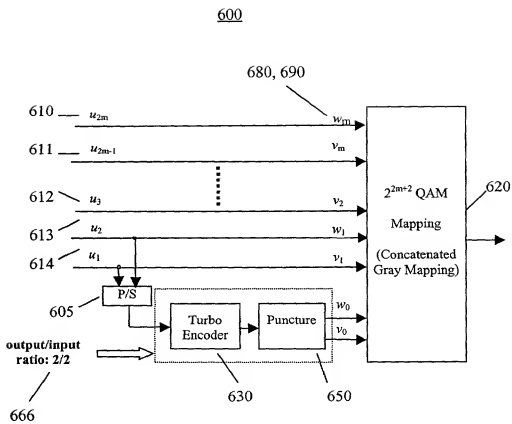 600
680, 690
610 u2m wm
611 u2m-1 vm
612 u3 v2
613 u2 w1
614 u1 v1
2^2m+2 QAM
Mapping
(Concatenated
Gray Mapping)
620
P/S
605
Turbo
Encoder
Puncture
w0
v0
output/input
ratio: 2/2
630
650
666